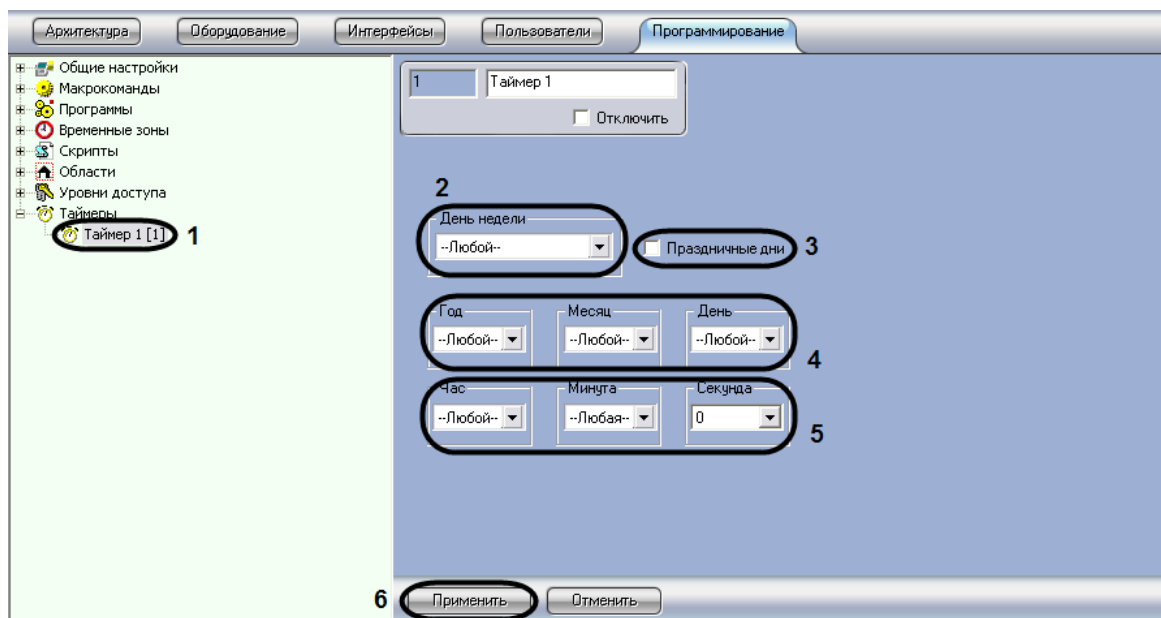 Архитектура Оборудование Интерфейсы Пользователи Программирование
Общие настройки
Макрокоманды
Программы
Временные зоны
Скрипты
Области
Уровни доступа
Таймеры
Таймер 1 [1] 1
1 Таймер 1
Отключить
2
День недели
--Любой-- Праздничные дни 3
Год Месяц День
--Любой-- --Любой-- --Любой--
4
Час Минута Секунда
--Любой-- --Любая-- 0
5
6 Применить Отменить